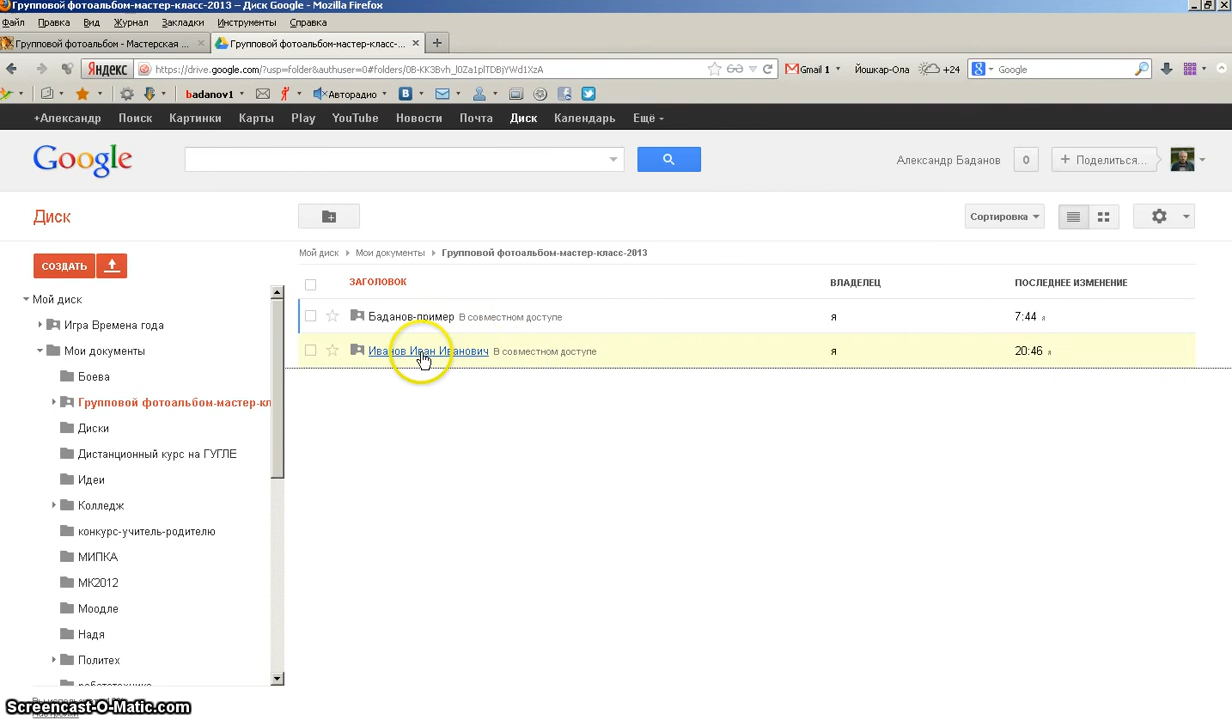 Групповой фотоальбом-мастер-класс-2013 – Диск Google - Mozilla Firefox
Файл Правка Вид Журнал Закладки Инструменты Справка
Групповой фотоальбом - Мастерская ...
Групповой фотоальбом-мастер-класс-...
Яндекс
https://drive.google.com/?usp=folder&authuser=0#folders/0B-KK3Bvh_l0Za1plTDBjYWd1XzA
Gmail 1
Йошкар-Ола
+24
Google
badanov1
Авторадио
+Александр Поиск Картинки Карты Play YouTube Новости Почта Диск Календарь Ещё
Google
Александр Баданов
0
+ Поделиться...
Диск
Сортировка
СОЗДАТЬ
Мой диск
Мои документы
Групповой фотоальбом-мастер-класс-2013
ЗАГОЛОВОК ВЛАДЕЛЕЦ ПОСЛЕДНЕЕ ИЗМЕНЕНИЕ
Баданов-пример В совместном доступе я 7:44 я
Иванов Иван Иванович В совместном доступе я 20:46 я
Мой диск
Игра Времена года
Мои документы
Боева
Групповой фотоальбом-мастер-кл
Диски
Дистанционный курс на ГУГЛЕ
Идеи
Колледж
конкурс-учитель-родителю
МИПКА
МК2012
Моодле
Надя
Политех
Screencast-O-Matic.com